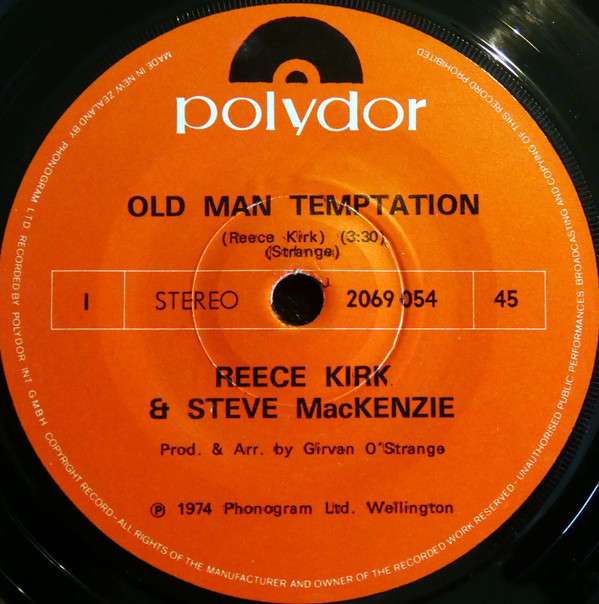 polydor
OLD MAN TEMPTATION
(Reece Kirk) (3:30)
(Strange)
I STEREO 2069 054 45
REECE KIRK
& STEVE MacKENZIE
Prod. & Arr. by Girvan O'Strange
℗ 1974 Phonogram Ltd. Wellington
MADE IN NEW ZEALAND BY PHONOGRAM LTD RECORDED BY POLYDOR INT. GMBH COPYRIGHT RECORD - ALL RIGHTS OF THE MANUFACTURER AND OWNER OF THE RECORDED WORK RESERVED - UNAUTHORISED PUBLIC PERFORMANCES BROADCASTING AND COPYING OF THIS RECORD PROHIBITED